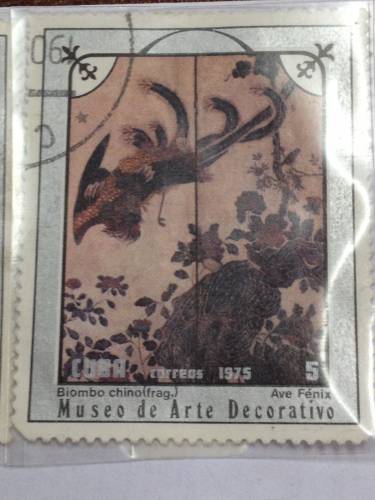 CUBA correos 1975 5
Biombo chino(frag.) Ave Fénix
Museo de Arte Decorativo